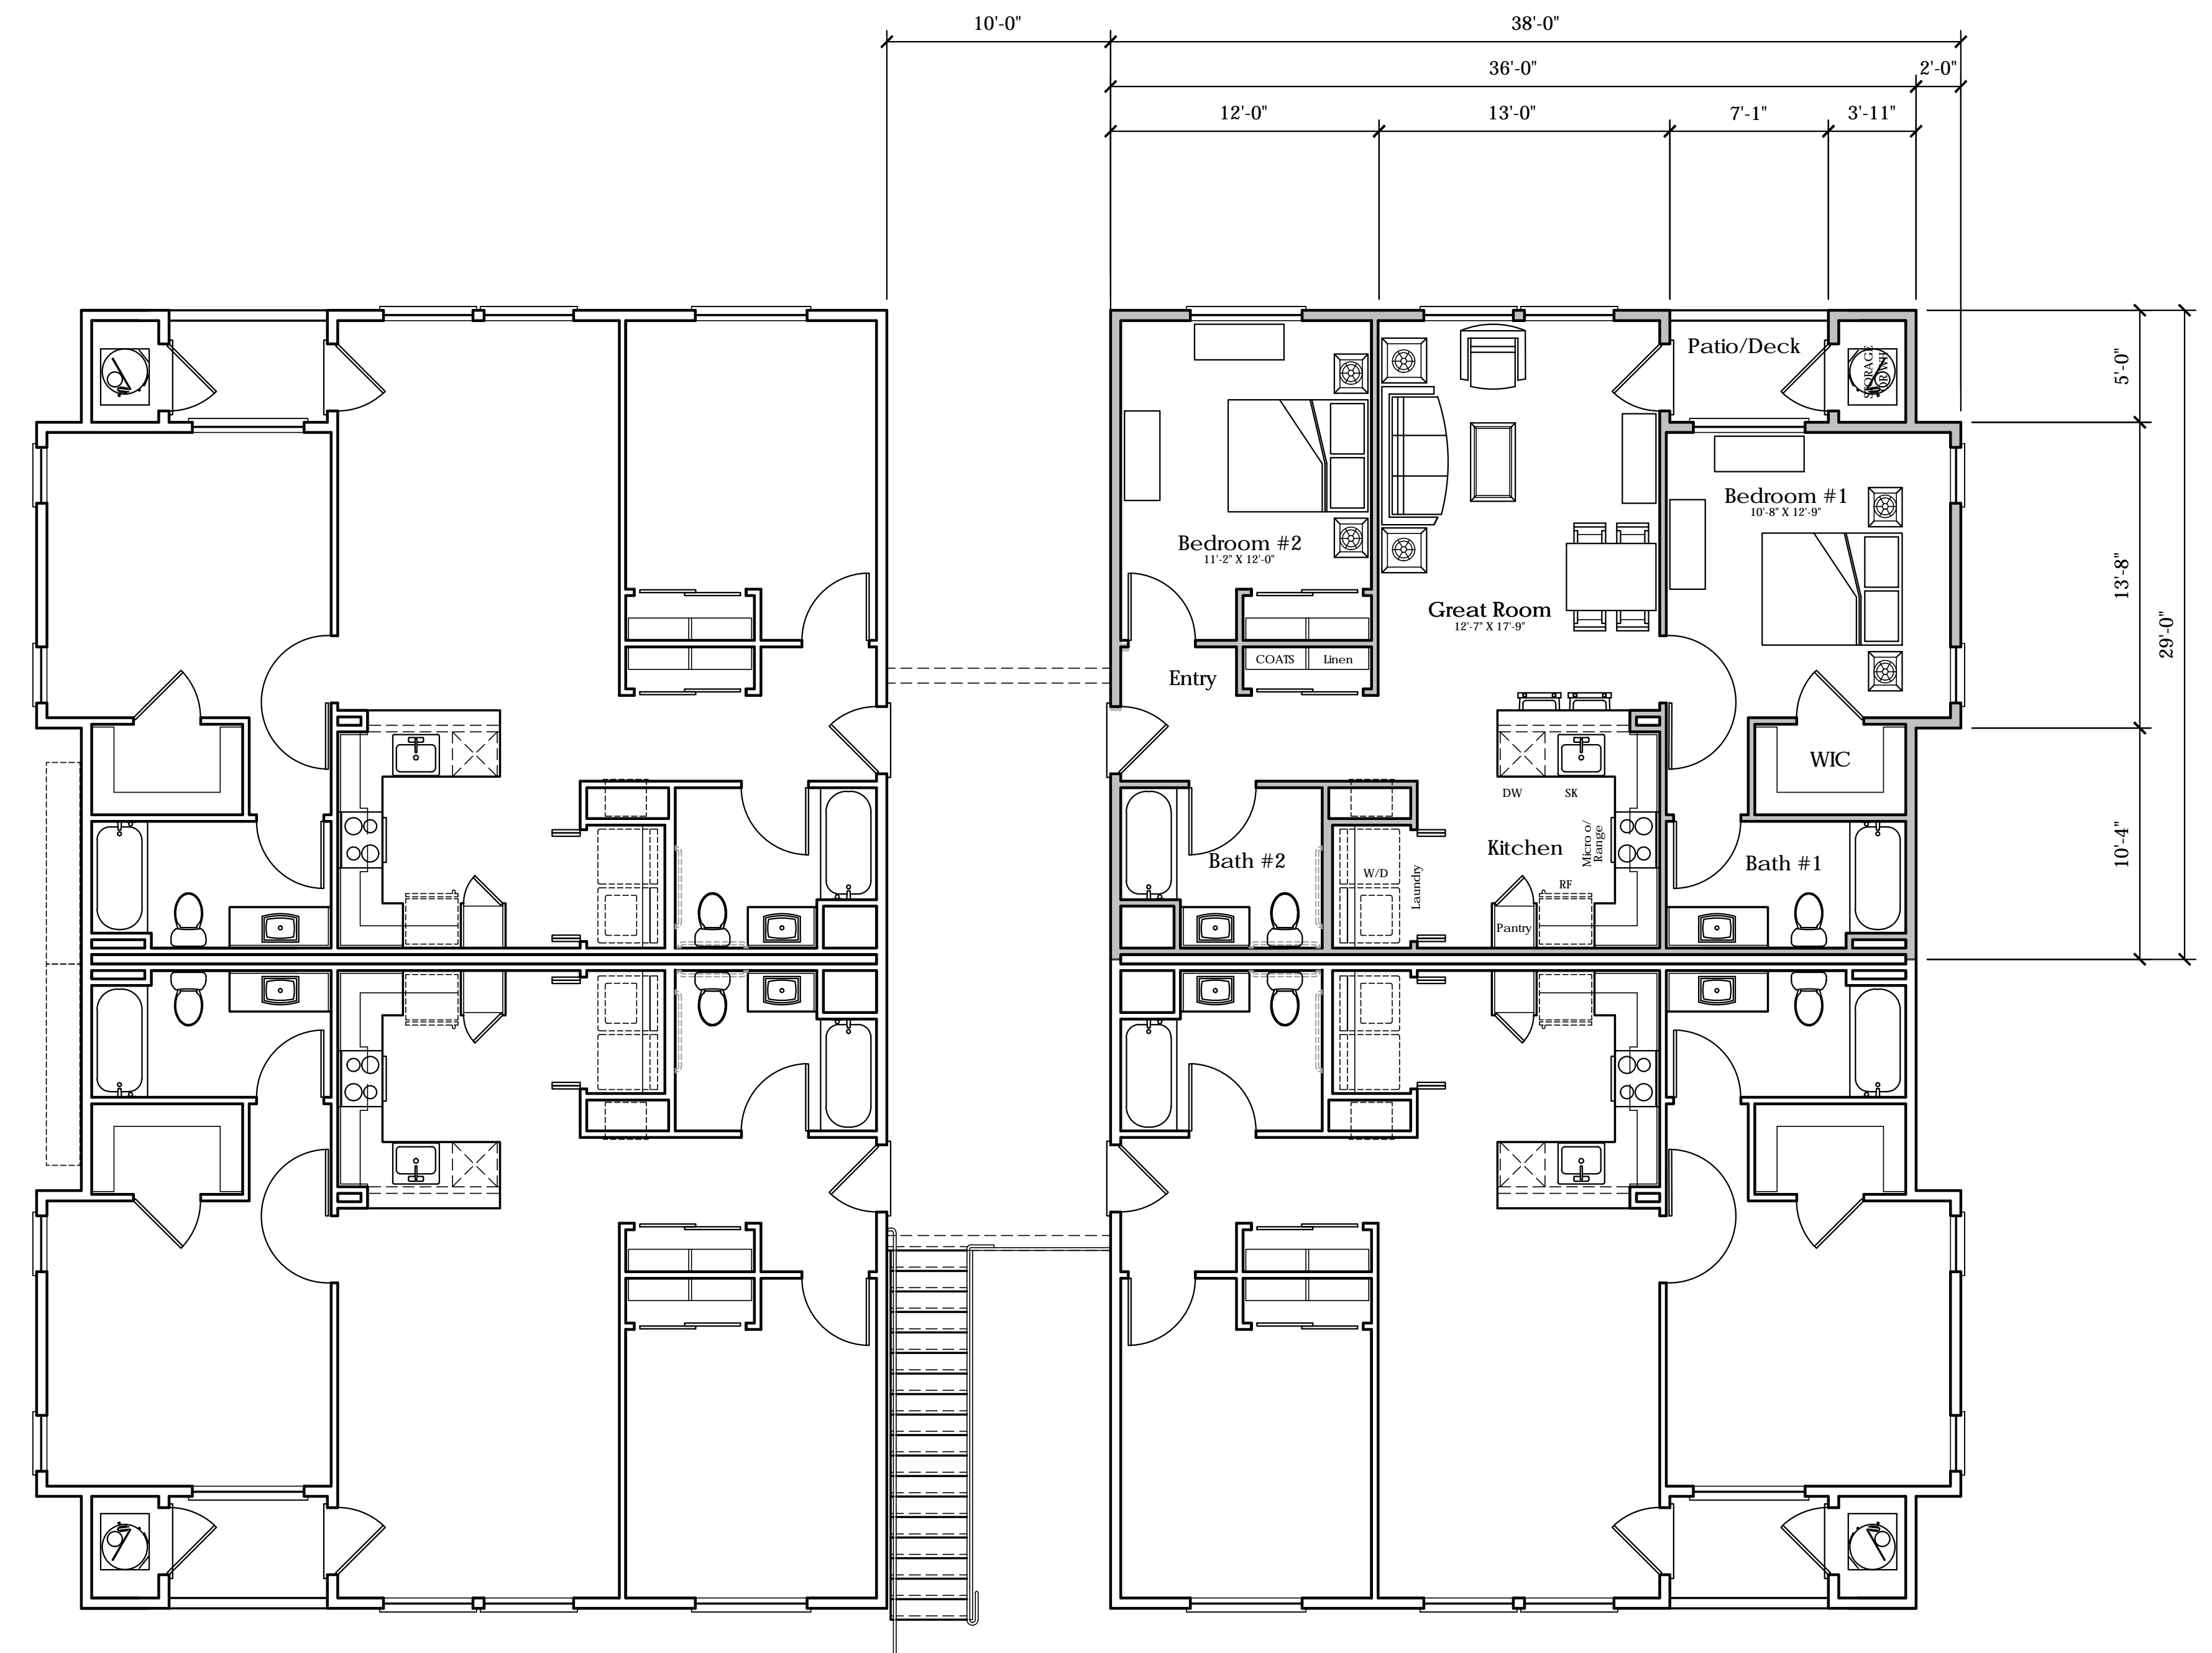 10'-0"
38'-0"
36'-0"
2'-0"
12'-0"
13'-0"
7'-1"
3'-11"
Patio/Deck
STORAGE
OR WH
5'-0"
Bedroom #1
10'-8" X 12'-9"
Bedroom #2
11'-2" X 12'-0"
13'-8"
Great Room
12'-7" X 17'-9"
29'-0"
COATS
Linen
Entry
WIC
DW
SK
Kitchen
Micro o/
Range
Bath #2
Bath #1
10'-4"
W/D
Laundry
RF
Pantry